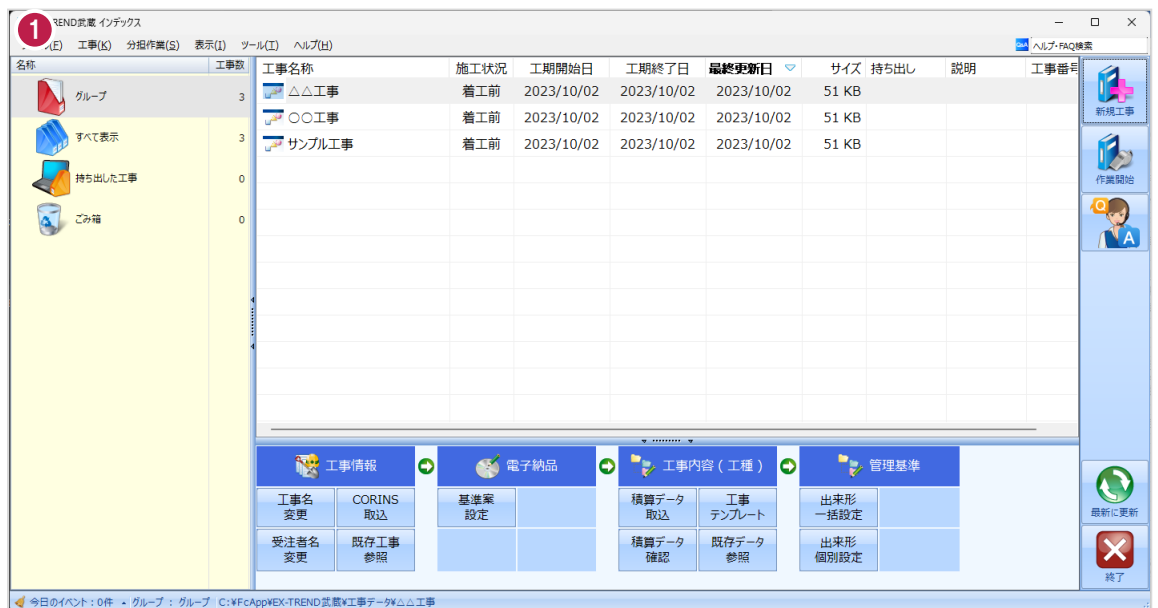 1
REND武蔵 インデックス
(F) 工事(K) 分担作業(S) 表示(I) ツール(T) ヘルプ(H)
Q&A ヘルプ・FAQ検索
名称 工事数
グループ 3
すべて表示 3
持ち出した工事 0
ごみ箱 0
工事名称 施工状況 工期開始日 工期終了日 最終更新日 サイズ 持ち出し 説明 工事番号
△△工事 着工前 2023/10/02 2023/10/02 2023/10/02 51 KB
○○工事 着工前 2023/10/02 2023/10/02 2023/10/02 51 KB
サンプル工事 着工前 2023/10/02 2023/10/02 2023/10/02 51 KB
新規工事
作業開始
Q
A
最新に更新
終了
工事情報 電子納品 工事内容 ( 工種 ) 管理基準
工事名
変更
CORINS
取込
基準案
設定
積算データ
取込
工事
テンプレート
出来形
一括設定
受注者名
変更
既存工事
参照
積算データ
確認
既存データ
参照
出来形
個別設定
今日のイベント : 0件 グループ : グループ C:¥FcApp¥EX-TREND武蔵¥工事データ¥△△工事